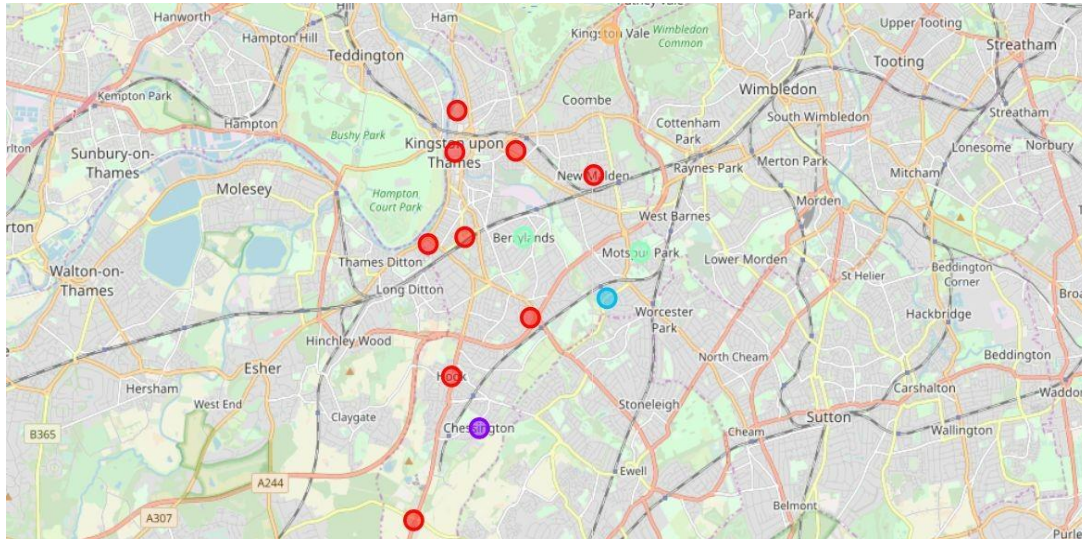 Hanworth
Hill
Ham
Hampton Hill
Teddington
Kingston Vale
Wimbledon
Common
Park
Upper Tooting
Streatham
Tooting
Kempton Park
Hampton
Bushy Park
Coombe
Wimbledon
Streatham
Cottenham
Park
South Wimbledon
Sunbury-on-
Thames
Kingston upon
Thames
Lonesome
Norbury
Molesey
Hampton
Court Park
New Malden
Raynes Park
Merton Park
Mitcham
Morden
West Barnes
Walton-on-
Thames
Thames Ditton
Berrylands
Motspur Park
Lower Morden
St Helier
Beddington
Corner
Long Ditton
Hackbridge
Worcester
Park
Hinchley Wood
North Cheam
Beddington
Esher
Hook
Hersham
West End
Claygate
Stoneleigh
Carshalton
Waddon
Sutton
B365
Chessington
Cheam
Wallington
Ewell
A244
A307
Belmont